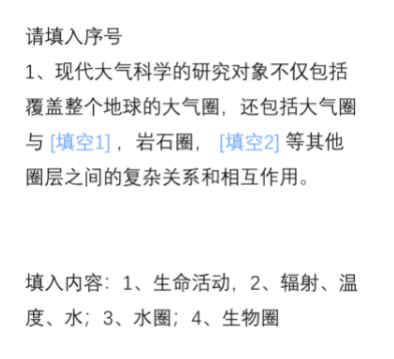 请填入序号
1、现代大气科学的研究对象不仅包括
覆盖整个地球的大气圈，还包括大气圈
与 [填空1] ，岩石圈， [填空2] 等其他
圈层之间的复杂关系和相互作用。
填入内容：1、生命活动，2、辐射、温
度、水；3、水圈；4、生物圈